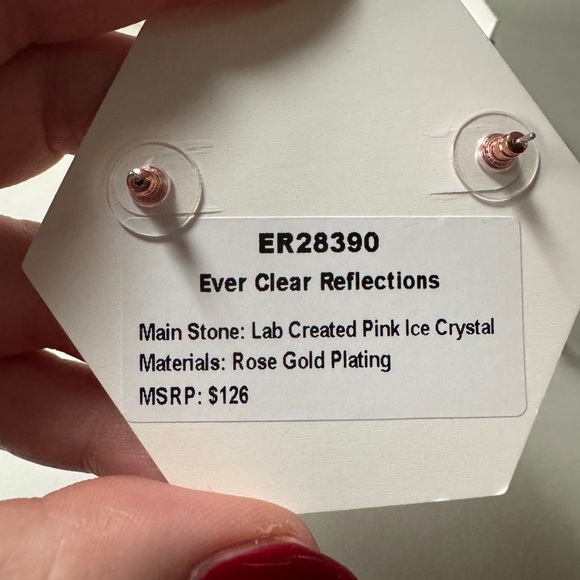 ER28390
Ever Clear Reflections
Main Stone: Lab Created Pink Ice Crystal
Materials: Rose Gold Plating
MSRP: $126